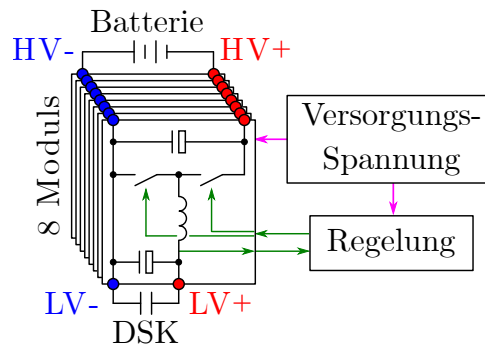 Batterie
HV-
HV+
8 Moduls
Versorgungs-
Spannung
Regelung
LV-
LV+
DSK